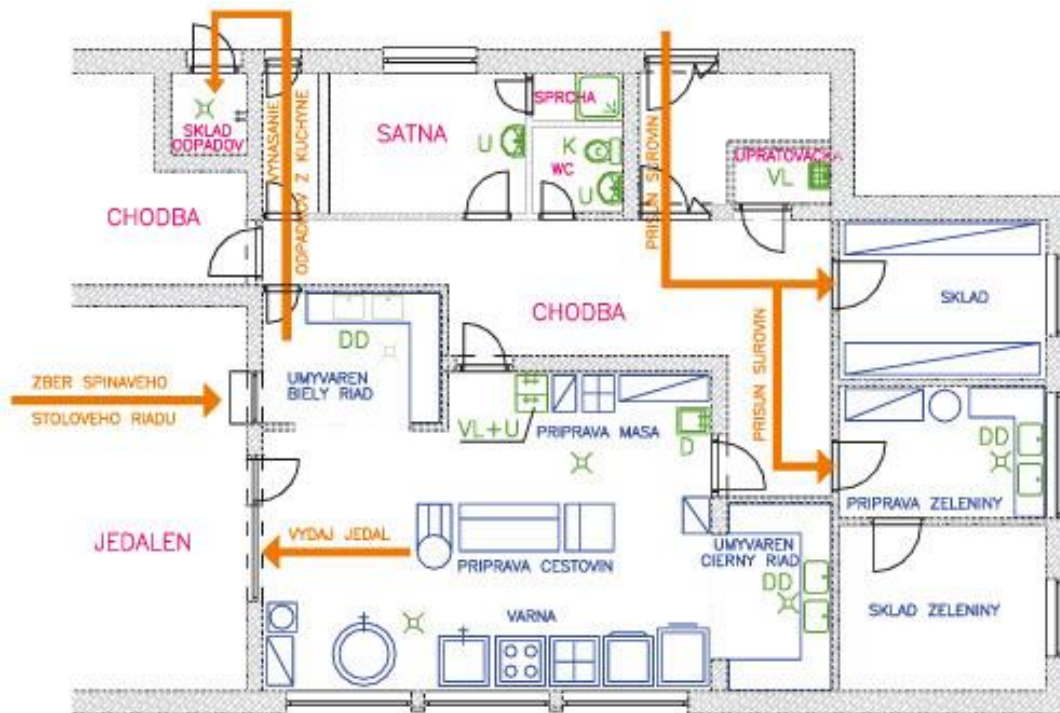 SKLAD
ODPADOV
VYNASANIE
ODPADOV Z KUCHYNE
SATNA
U
SPRCHA
K
WC
U
PRISUN SUROVIN
UPRATOVACKA
VL
CHODBA
CHODBA
SKLAD
DD
UMYVAREN
BIELY RIAD
ZBER SPINAVEHO
STOLOVEHO RIADU
VL+U
PRIPRAVA MASA
D
PRISUN SUROVIN
DD
PRIPRAVA ZELENINY
JEDALEN
VYDAJ JEDAL
PRIPRAVA CESTOVIN
UMYVAREN
CIERNY RIAD
DD
VARNA
SKLAD ZELENINY